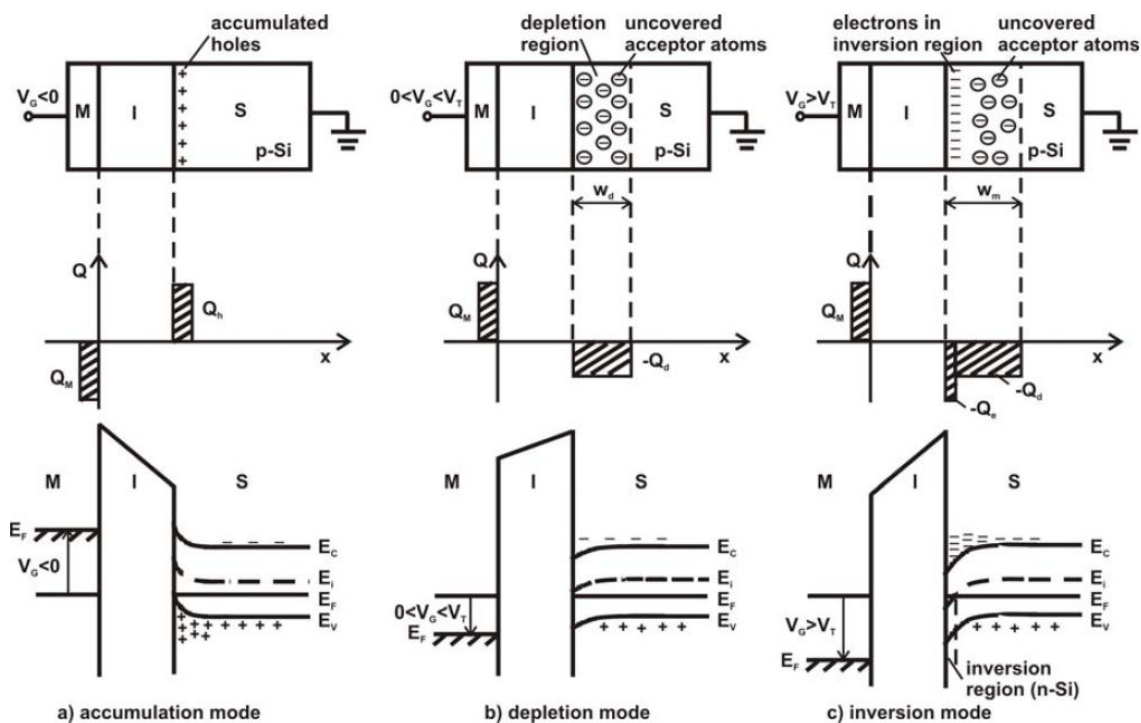 accumulated
holes
V_G<0
M
I
S
p-Si
Q
Q_h
Q_M
x
M
I
S
E_F
V_G<0
E_C
E_i
E_F
E_V
a) accumulation mode
depletion
region
uncovered
acceptor atoms
0<V_G<V_T
M
I
S
p-Si
w_d
Q
Q_M
x
-Q_d
M
I
S
E_C
E_i
0<V_G<V_T
E_F
E_F
E_V
b) depletion mode
electrons in
inversion region
uncovered
acceptor atoms
V_G>V_T
M
I
S
p-Si
w_m
Q
Q_M
x
-Q_d
-Q_e
M
I
S
E_C
E_i
E_F
V_G>V_T
E_V
E_F
inversion
region (n-Si)
c) inversion mode